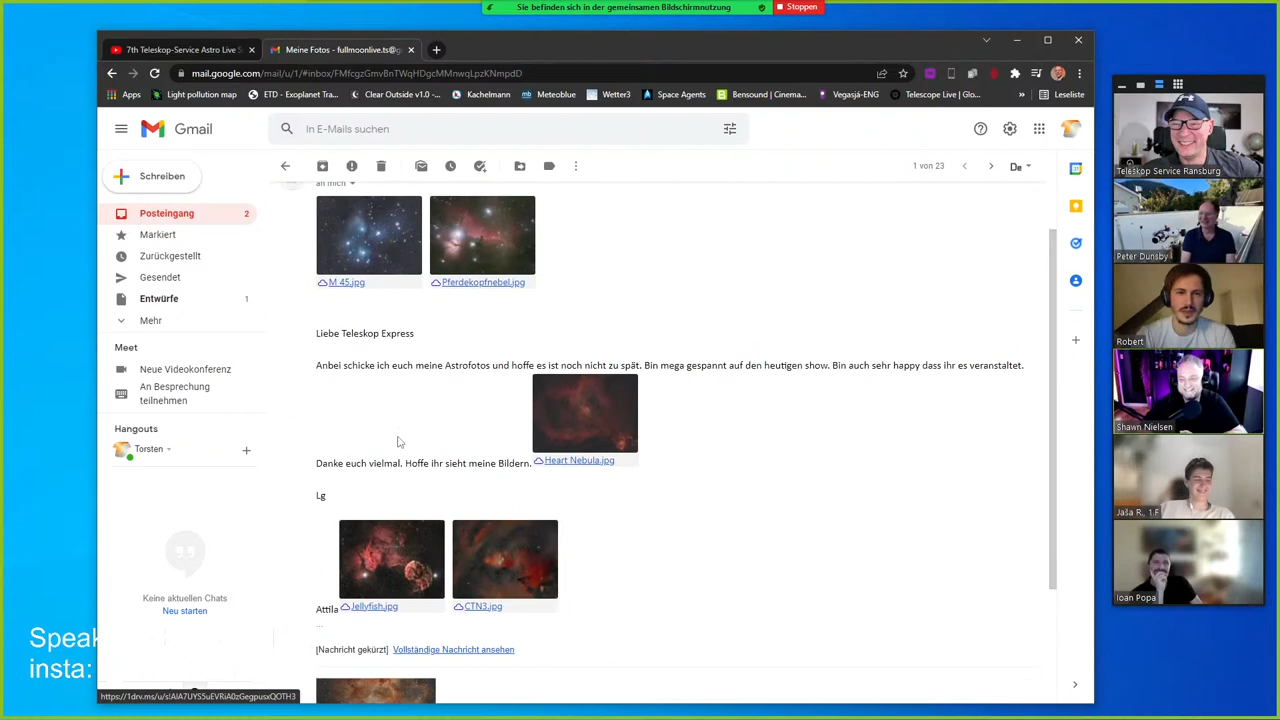 Sie befinden sich in der gemeinsamen Bildschirmnutzung
Stoppen
7th Teleskop-Service Astro Live S
Meine Fotos - fullmoonlive.ts@g
mail.google.com/mail/u/1/#inbox/FMfcgzGmvBnTWqHDgcMMnwqLpzKNmpdD
Apps
Light pollution map
ETD - Exoplanet Tra...
Clear Outside v1.0 -...
Kachelmann
Meteoblue
Wetter3
Space Agents
Bensound | Cinema...
Vegasjá-ENG
Telescope Live | Glo...
»
Leseliste
Gmail
In E-Mails suchen
Schreiben
1 von 23
De
an mich
Posteingang 2
Markiert
Zurückgestellt
Gesendet
Entwürfe 1
Mehr
Meet
Neue Videokonferenz
An Besprechung
teilnehmen
Hangouts
Torsten
Keine aktuellen Chats
Neu starten
M 45.jpg
Pferdekopfnebel.jpg
Liebe Teleskop Express
Anbei schicke ich euch meine Astrofotos und hoffe es ist noch nicht zu spät. Bin mega gespannt auf den heutigen show. Bin auch sehr happy dass ihr es veranstaltet.
Danke euch vielmal. Hoffe ihr sieht meine Bildern.
Heart Nebula.jpg
Lg
Attila
Jellyfish.jpg
CTN3.jpg
...
[Nachricht gekürzt] Vollständige Nachricht ansehen
Speak
insta:
Teleskop Service Ransburg
Peter Dunsby
Robert
Shawn Nielsen
Jaša R., 1.F
Ioan Popa